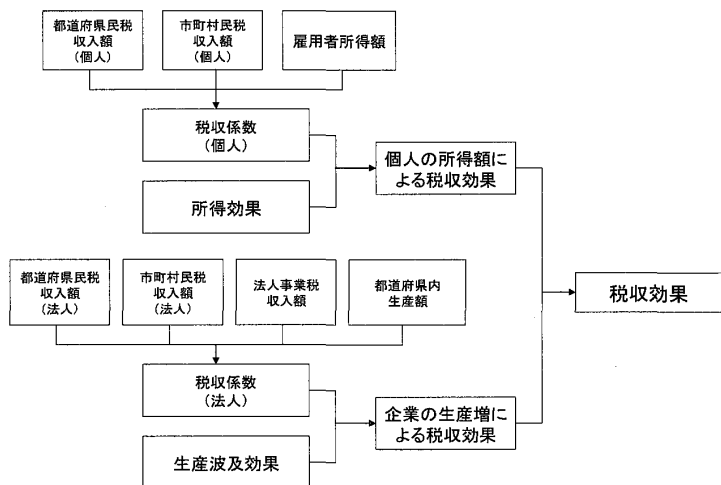 都道府県民税
収入額
(個人)
市町村民税
収入額
(個人)
雇用者所得額
税収係数
(個人)
所得効果
個人の所得額に
よる税収効果
都道府県民税
収入額
(法人)
市町村民税
収入額
(法人)
法人事業税
収入額
都道府県内
生産額
税収係数
(法人)
生産波及効果
企業の生産増に
よる税収効果
税収効果